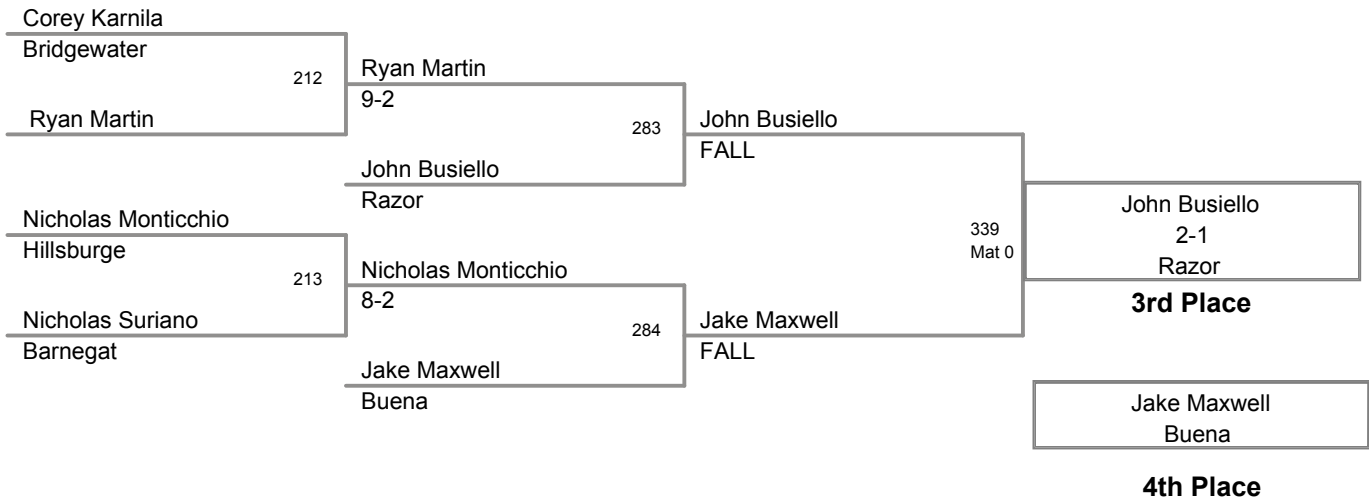 Corey Karnila
Bridgewater
212
Ryan Martin
Ryan Martin
9-2
283
John Busiello
Razor
John Busiello
FALL
Nicholas Monticchio
Hillsburge
213
Nicholas Suriano
Barnegat
Nicholas Monticchio
8-2
284
Jake Maxwell
Buena
Jake Maxwell
FALL
339
Mat 0
John Busiello
2-1
Razor
3rd Place
Jake Maxwell
Buena
4th Place